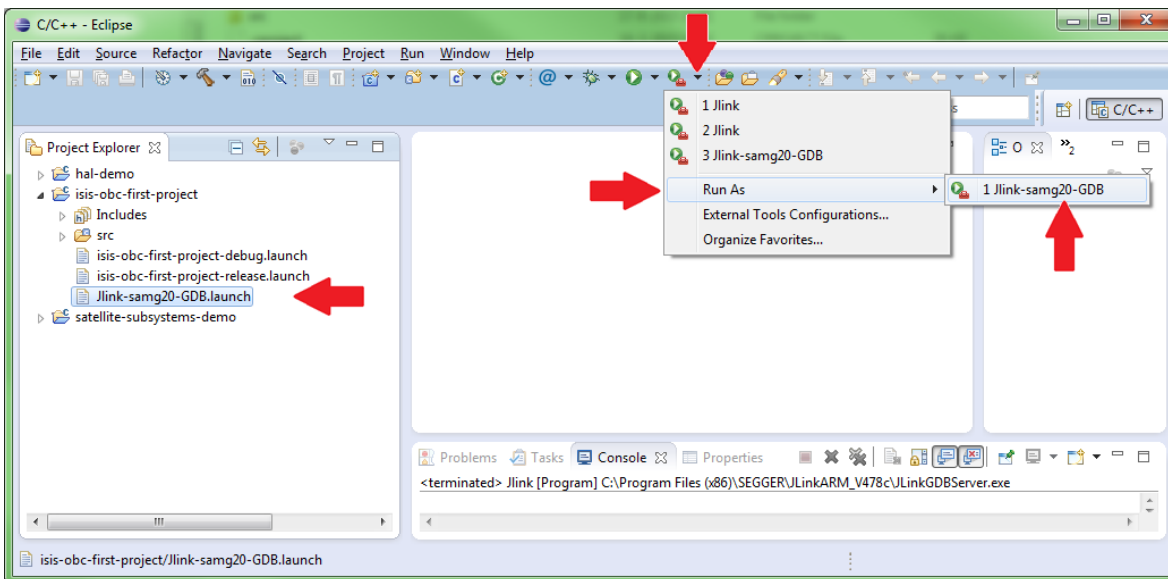 C/C++ - Eclipse
File Edit Source Refactor Navigate Search Project Run Window Help
1 Jlink
2 Jlink
3 Jlink-samg20-GDB
Run As
1 Jlink-samg20-GDB
External Tools Configurations...
Organize Favorites...
C/C++
Project Explorer
hal-demo
isis-obc-first-project
Includes
src
isis-obc-first-project-debug.launch
isis-obc-first-project-release.launch
Jlink-samg20-GDB.launch
satellite-subsystems-demo
O
»2
Problems Tasks Console Properties
<terminated> Jlink [Program] C:\Program Files (x86)\SEGGER\JLinkARM_V478c\JLinkGDBServer.exe
isis-obc-first-project/Jlink-samg20-GDB.launch